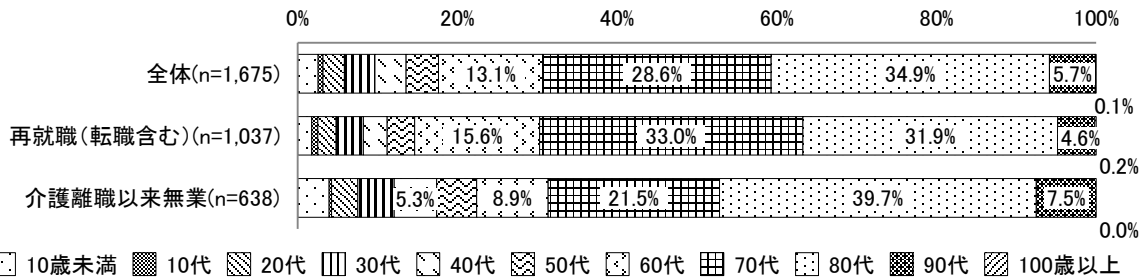 0% 20% 40% 60% 80% 100%
全体(n=1,675) 13.1% 28.6% 34.9% 5.7%
0.1%
再就職(転職含む)(n=1,037) 15.6% 33.0% 31.9% 4.6%
0.2%
介護離職以来無業(n=638) 5.3% 8.9% 21.5% 39.7% 7.5%
0.0%
10歳未満 10代 20代 30代 40代 50代 60代 70代 80代 90代 100歳以上